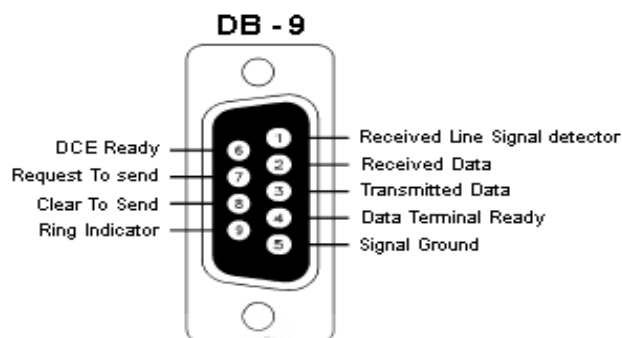 DB - 9
DCE Ready
Request To send
Clear To Send
Ring Indicator
6
7
8
9
1
2
3
4
5
Received Line Signal detector
Received Data
Transmitted Data
Data Terminal Ready
Signal Ground